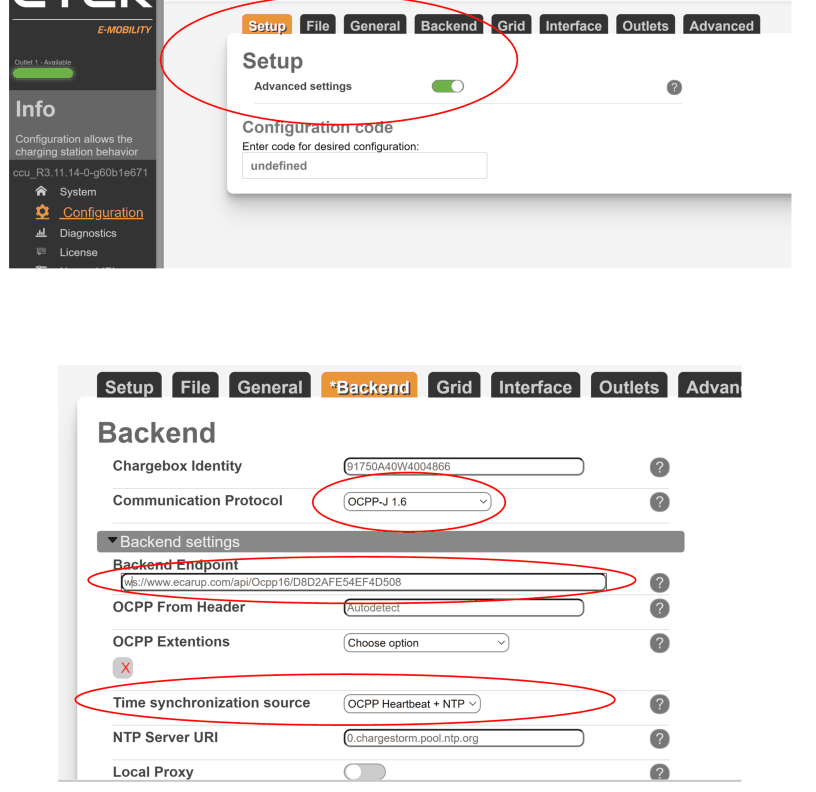 E-MOBILITY
Setup File General Backend Grid Interface Outlets Advanced
Setup
Outlet 1 - Available
Advanced settings ?
Info
Configuration code
Configuration allows the
charging station behavior
Enter code for desired configuration:
undefined
ccu_R3.11.14-0-g60b1e671
System
Configuration
Diagnostics
License
Setup File General *Backend Grid Interface Outlets Advan
Backend
Chargebox Identity 91750A40W4004866 ?
Communication Protocol OCPP-J 1.6 ?
Backend settings
Backend Endpoint
ws://www.ecarup.com/api/Ocpp16/D8D2AFE54EF4D508 ?
OCPP From Header Autodetect ?
OCPP Extentions Choose option ?
X
Time synchronization source OCPP Heartbeat + NTP ?
NTP Server URI 0.chargestorm.pool.ntp.org ?
Local Proxy ?